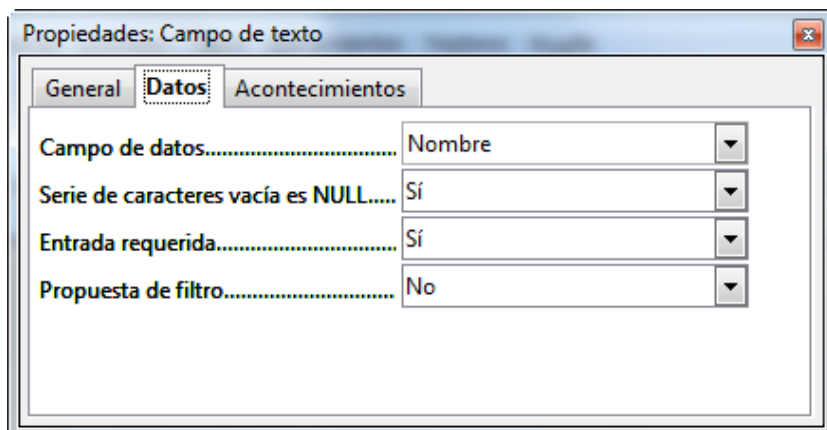 Propiedades: Campo de texto
General Datos Acontecimientos
Campo de datos................................. Nombre
Serie de caracteres vacía es NULL..... Sí
Entrada requerida............................... Sí
Propuesta de filtro............................. No